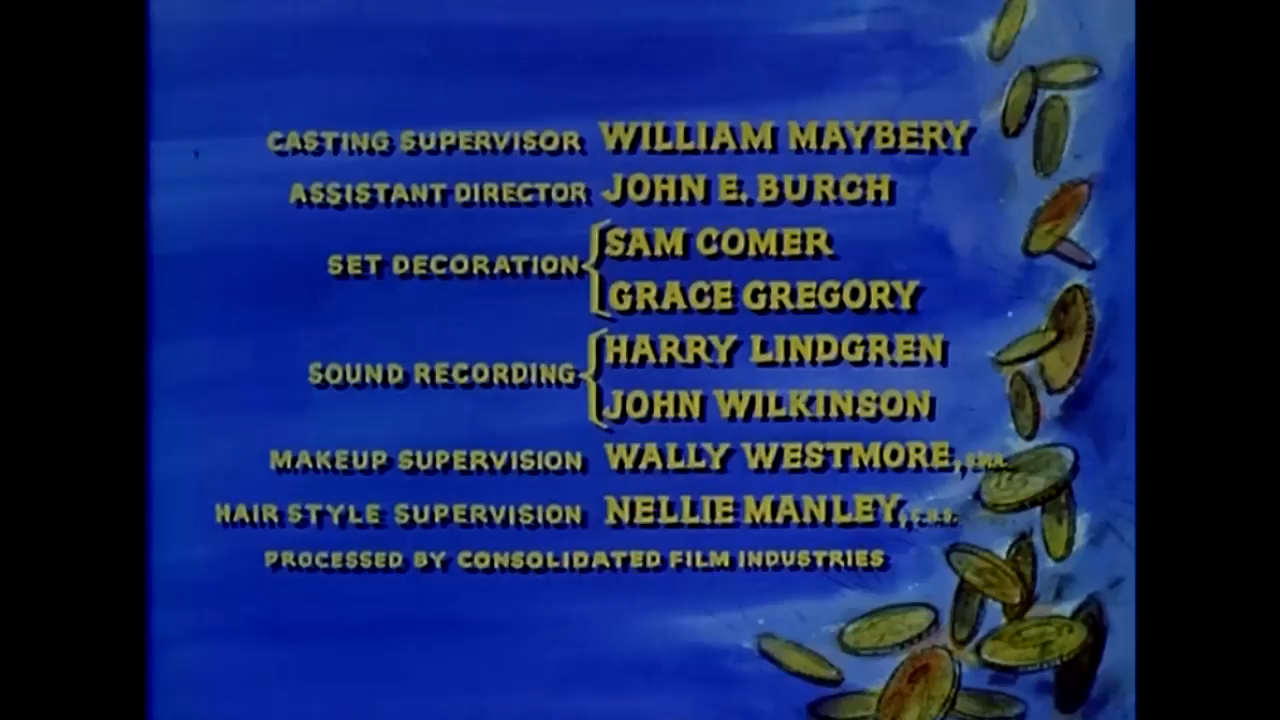 CASTING SUPERVISOR WILLIAM MAYBERY
ASSISTANT DIRECTOR JOHN E. BURCH
SET DECORATION { SAM COMER
GRACE GREGORY
SOUND RECORDING { HARRY LINDGREN
JOHN WILKINSON
MAKEUP SUPERVISION WALLY WESTMORE,
HAIR STYLE SUPERVISION NELLIE MANLEY, C.H.S.
PROCESSED BY CONSOLIDATED FILM INDUSTRIES